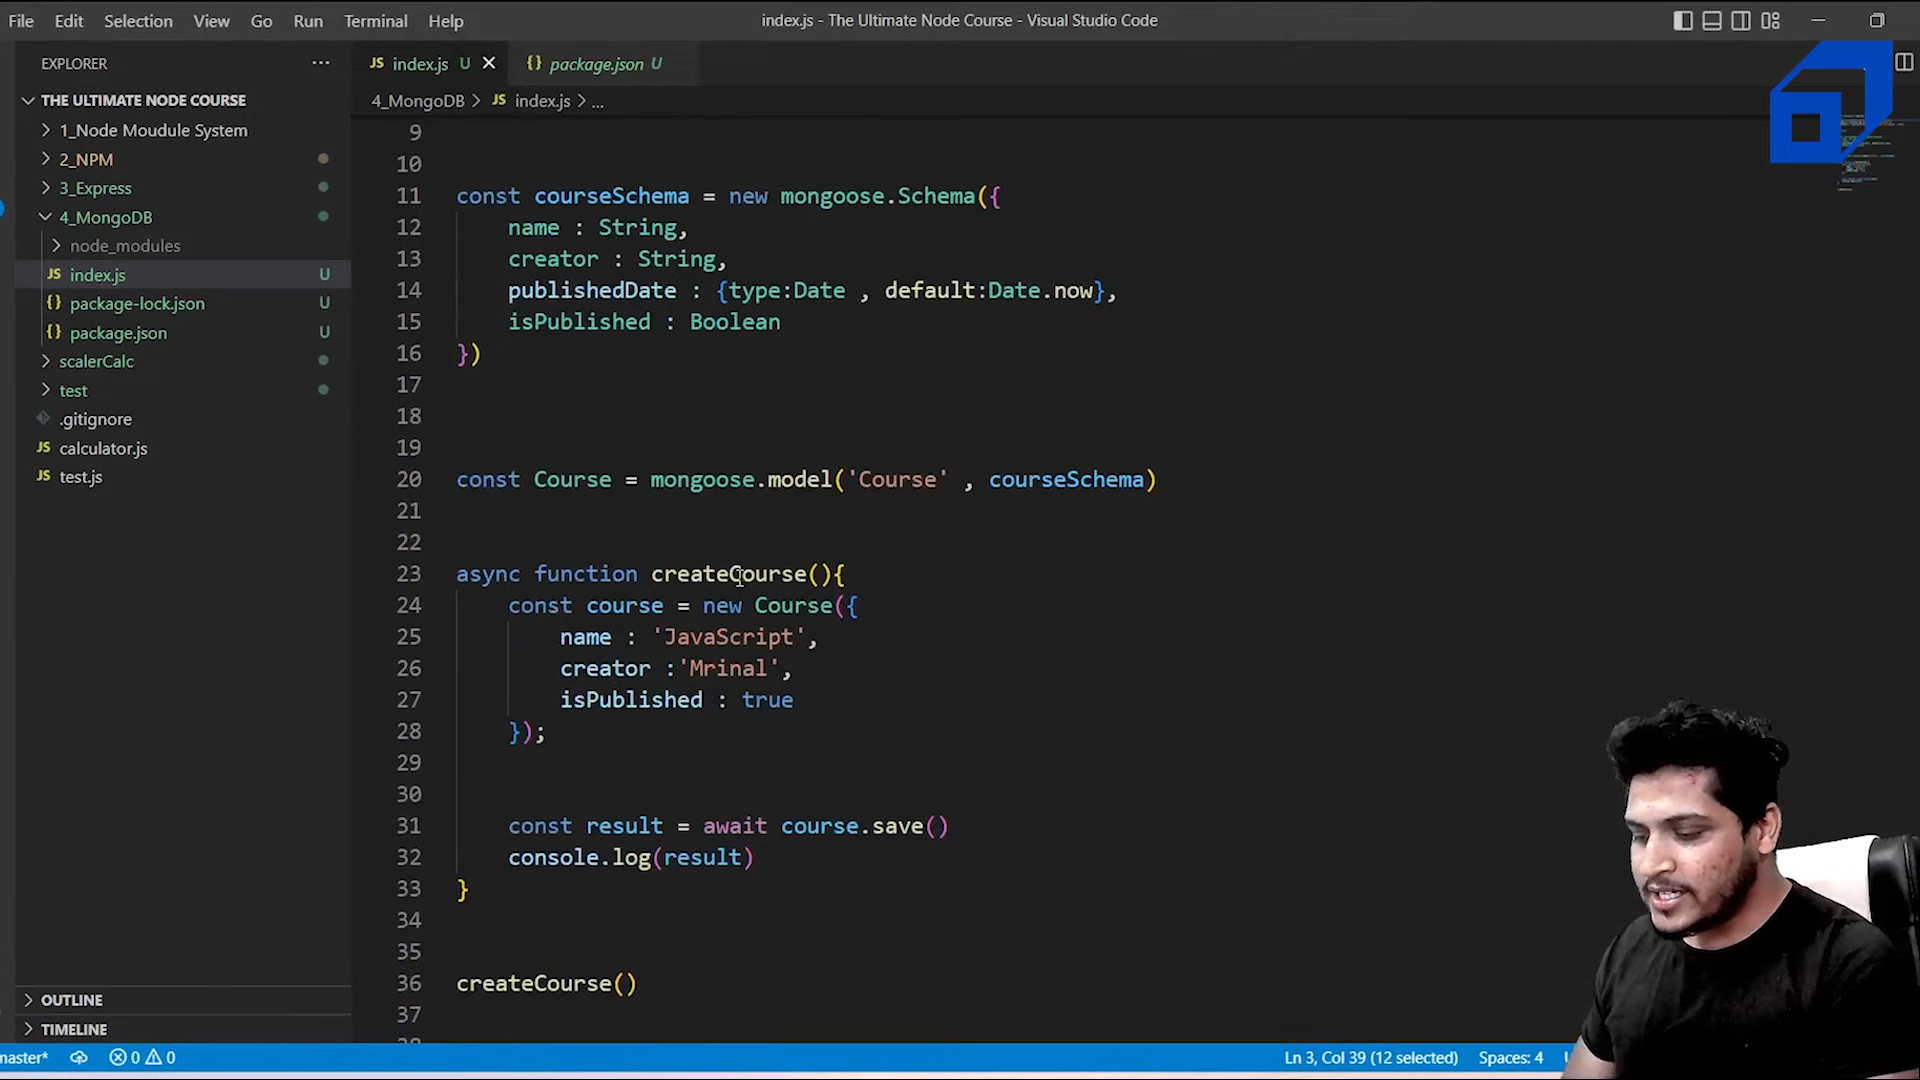 File Edit Selection View Go Run Terminal Help
index.js - The Ultimate Node Course - Visual Studio Code
EXPLORER ...
THE ULTIMATE NODE COURSE
1_Node Moudule System
2_NPM
3_Express
4_MongoDB
node_modules
JS index.js U
{} package-lock.json U
{} package.json U
scalerCalc
test
.gitignore
JS calculator.js
JS test.js
OUTLINE
TIMELINE
JS index.js U
{} package.json U
4_MongoDB > JS index.js > ...
9
10
11 const courseSchema = new mongoose.Schema({
12 name : String,
13 creator : String,
14 publishedDate : {type:Date , default:Date.now},
15 isPublished : Boolean
16 })
17
18
19
20 const Course = mongoose.model('Course' , courseSchema)
21
22
23 async function createCourse(){
24 const course = new Course({
25 name : 'JavaScript',
26 creator :'Mrinal',
27 isPublished : true
28 });
29
30
31 const result = await course.save()
32 console.log(result)
33 }
34
35
36 createCourse()
37
master* 0 0 Ln 3, Col 39 (12 selected) Spaces: 4